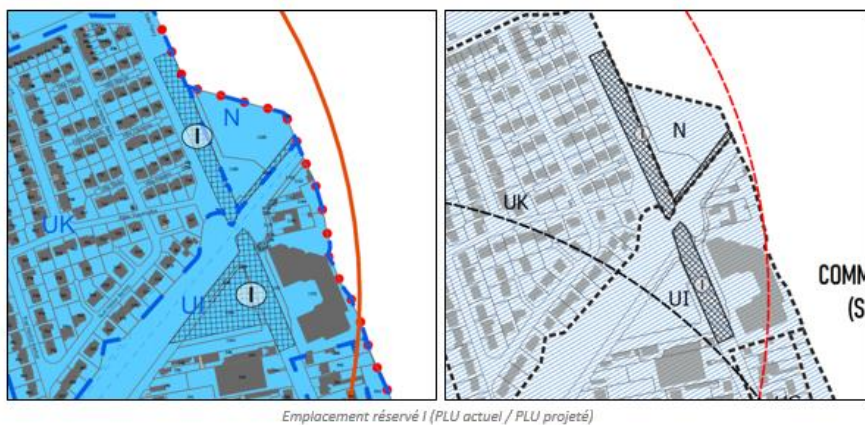 N
I
UK
UI
I
N
I
UK
UI
I
COMM
(S
Emplacement réservé I (PLU actuel / PLU projeté)